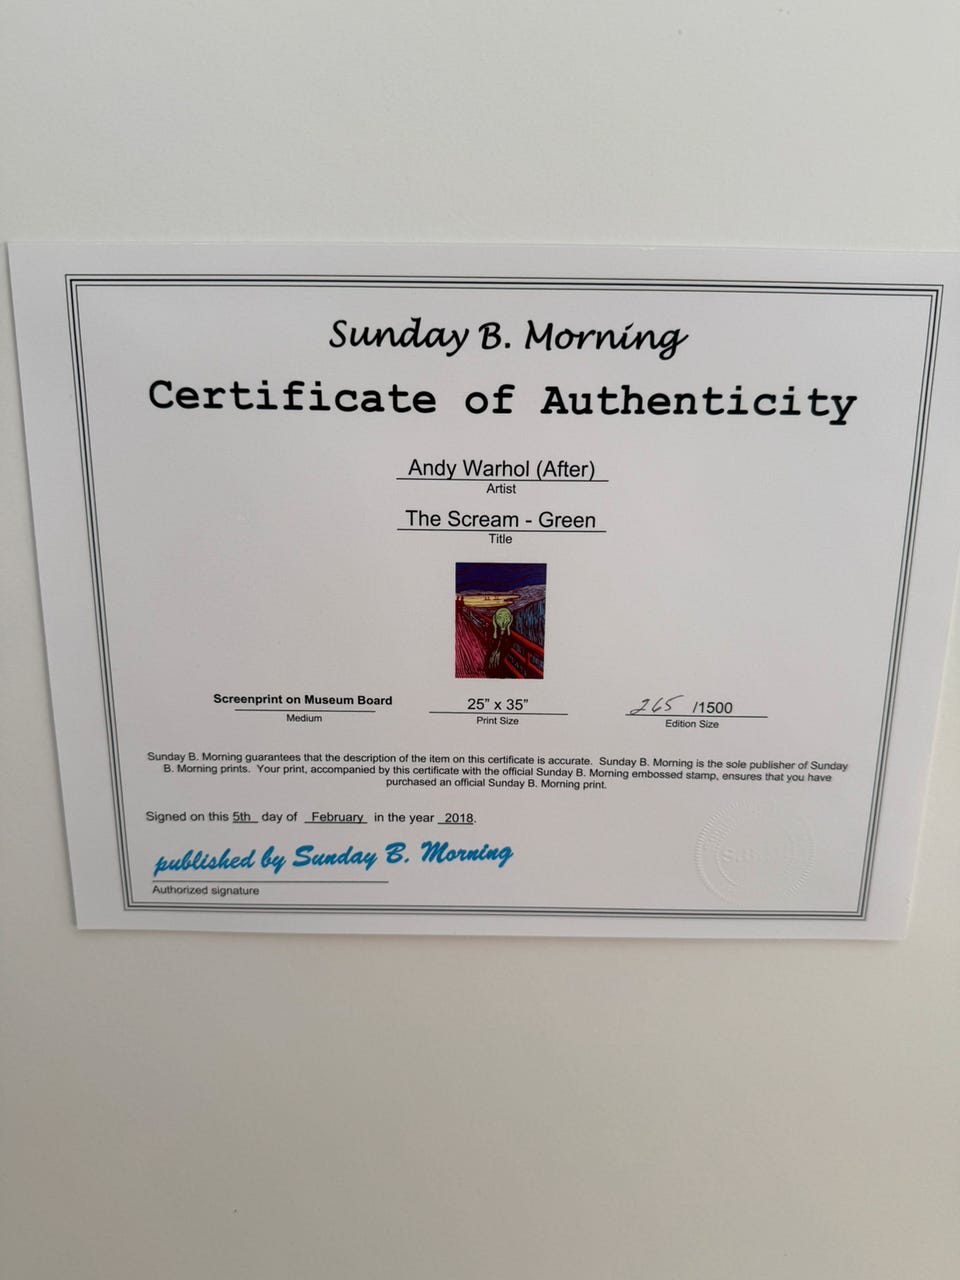 Sunday B. Morning
Certificate of Authenticity
Andy Warhol (After)
Artist
The Scream - Green
Title
Screenprint on Museum Board
Medium
25" x 35"
Print Size
265 /1500
Edition Size
Sunday B. Morning guarantees that the description of the item on this certificate is accurate. Sunday B. Morning is the sole publisher of Sunday
B. Morning prints. Your print, accompanied by this certificate with the official Sunday B. Morning embossed stamp, ensures that you have
purchased an official Sunday B. Morning print.
Signed on this 5th day of February in the year 2018.
published by Sunday B. Morning
Authorized signature